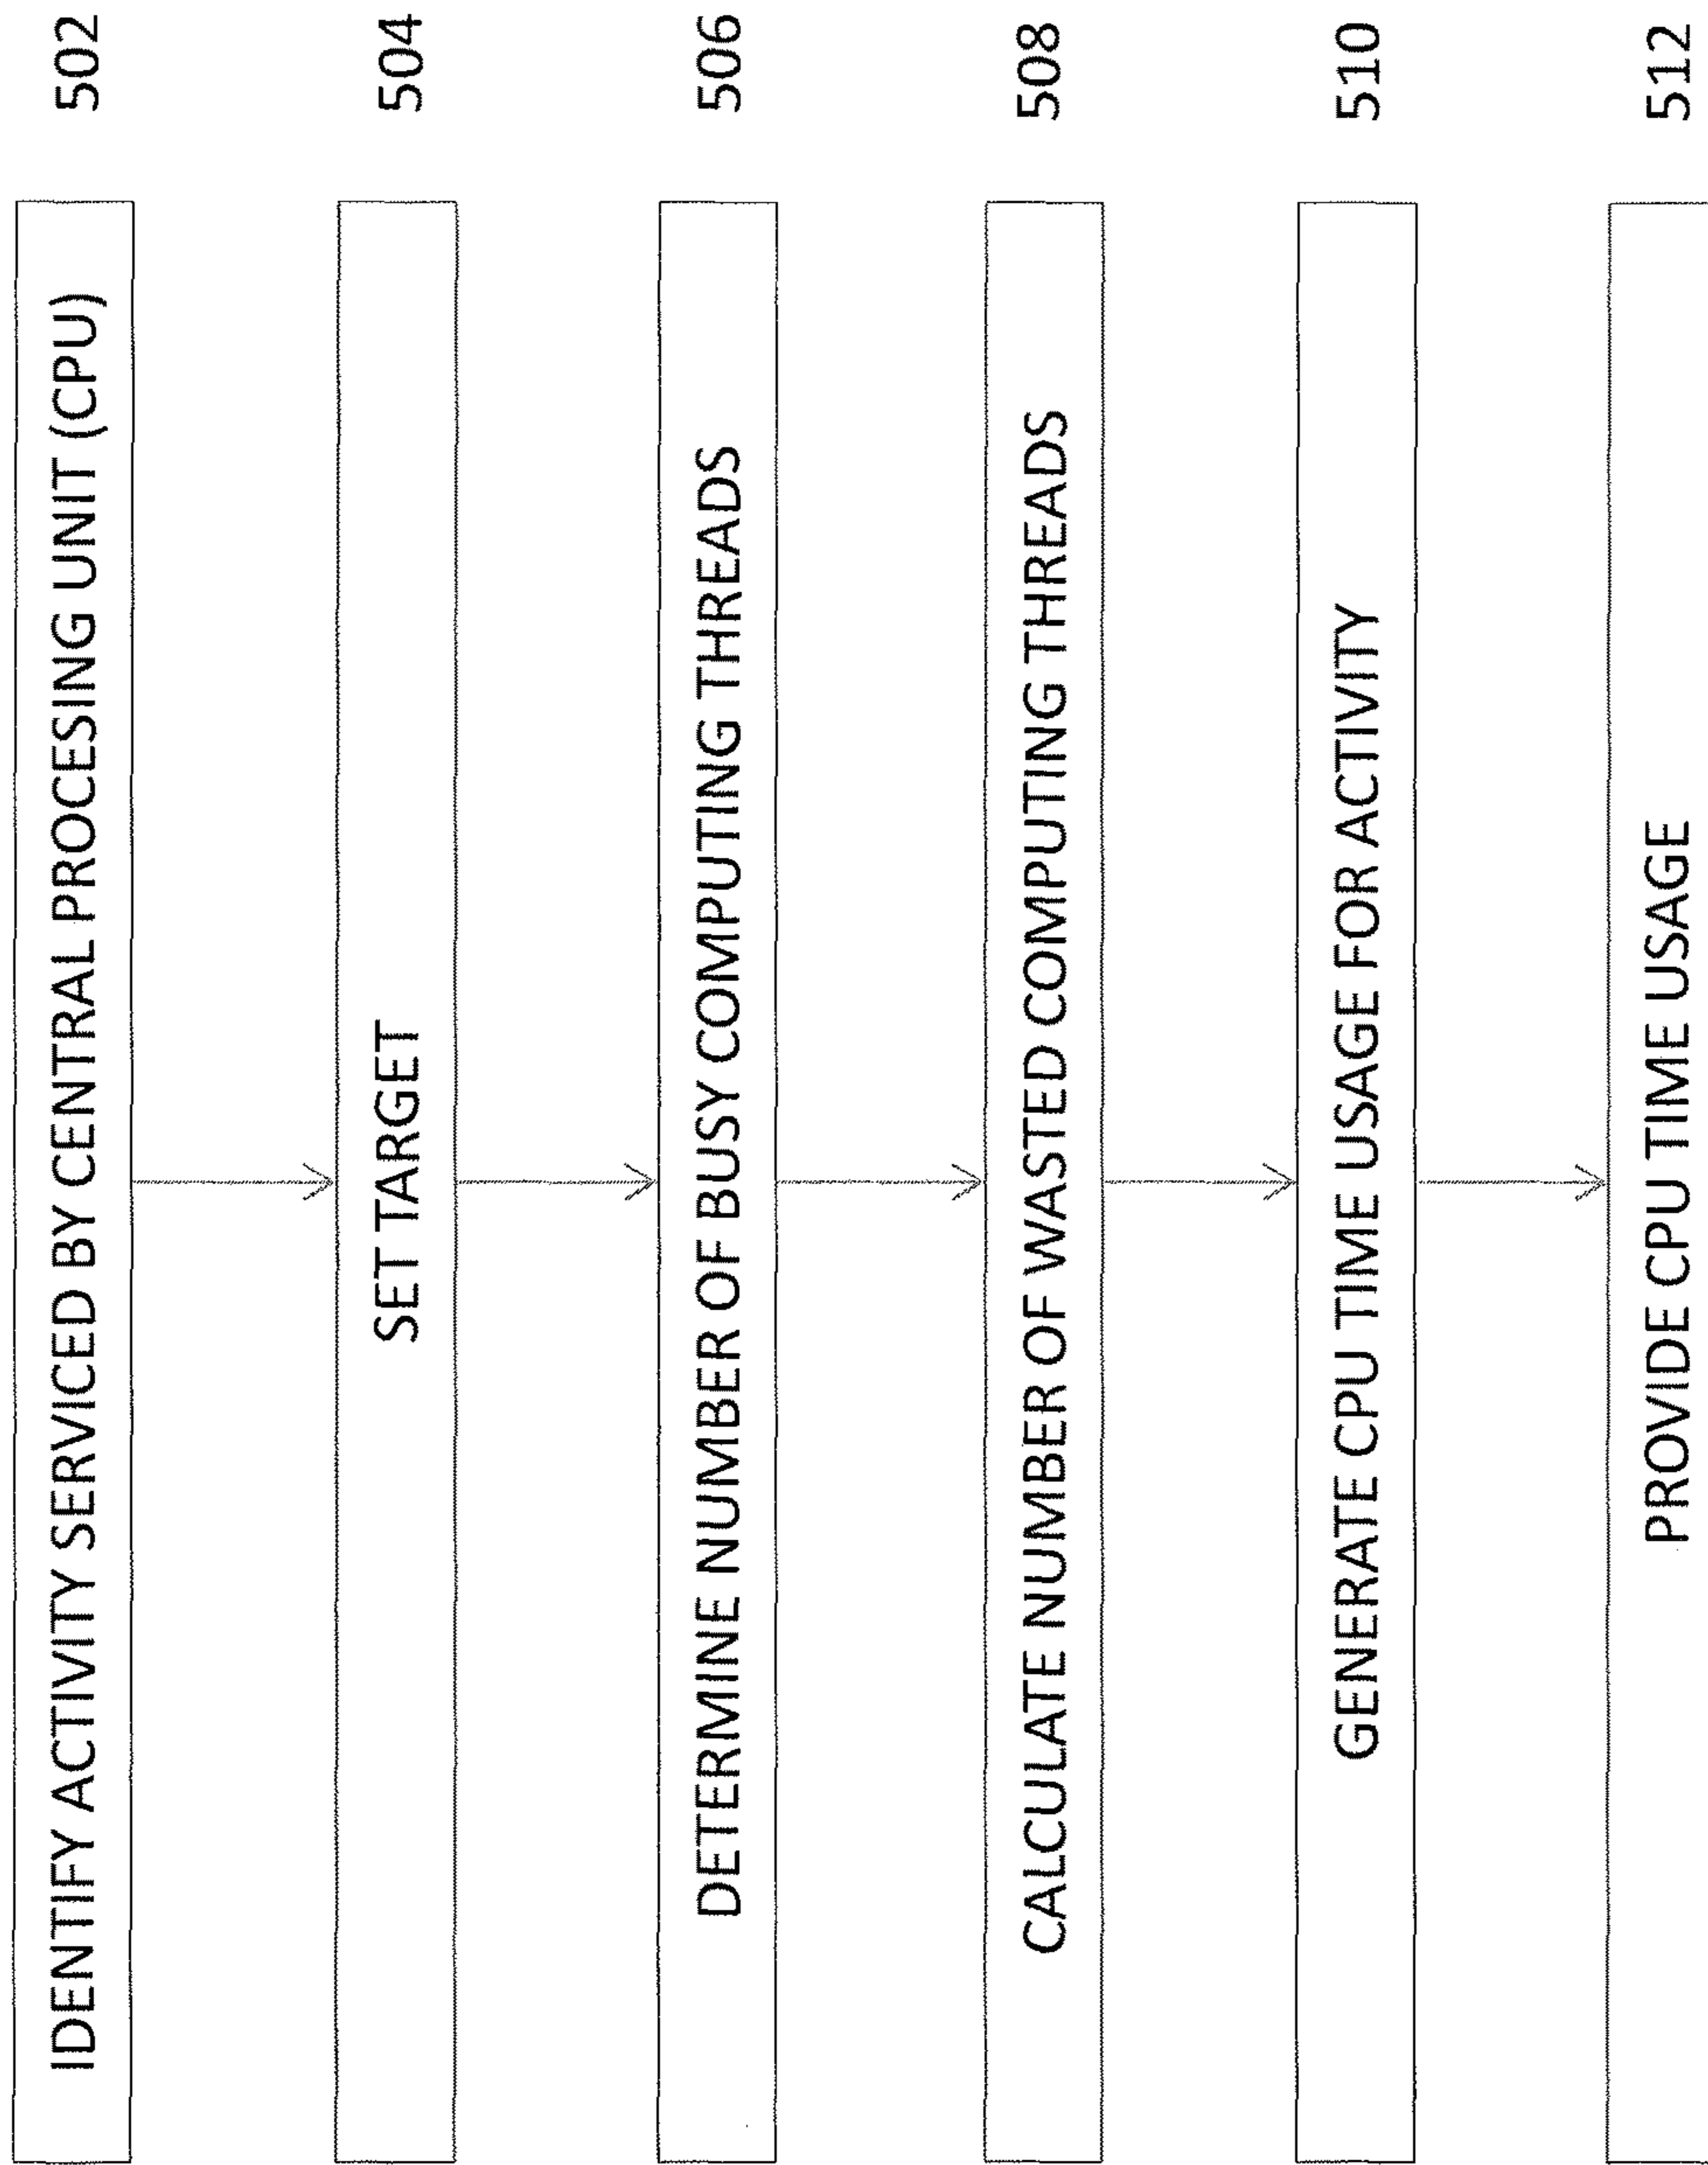 IDENTIFY ACTIVITY SERVICED BY CENTRAL PROCESING UNIT (CPU) 502
SET TARGET 504
DETERMINE NUMBER OF BUSY COMPUTING THREADS 506
CALCULATE NUMBER OF WASTED COMPUTING THREADS 508
GENERATE CPU TIME USAGE FOR ACTIVITY 510
PROVIDE CPU TIME USAGE 512